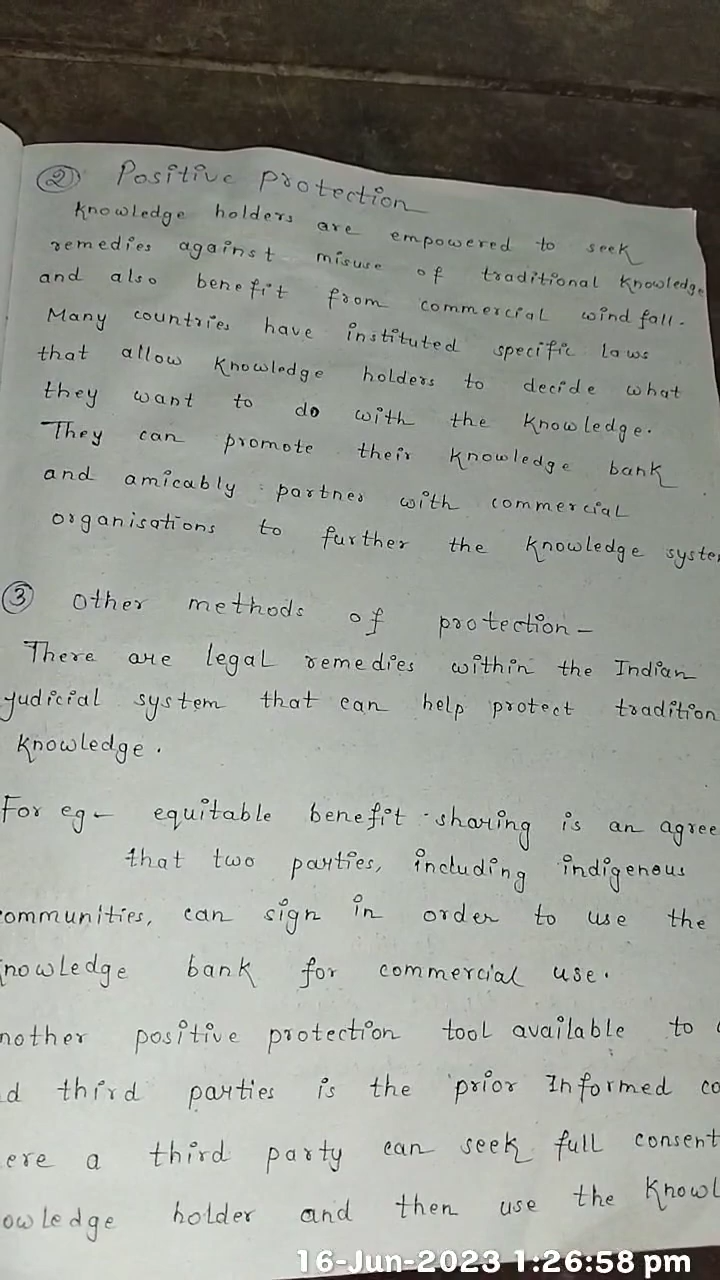 ② Positive protection
Knowledge holders are empowered to seek
remedies against misuse of traditional Knowledge
and also benefit from commercial wind fall.
Many countries have instituted specific laws
that allow Knowledge holders to decide what
they want to do with the Knowledge.
They can promote their Knowledge bank
and amicably partner with commercial
organisations to further the Knowledge system
③ Other methods of protection –
There are legal remedies within the Indian
judicial system that can help protect tradition
Knowledge.
For eg – equitable benefit sharing is an agree
that two parties, including indigenous
ommunities, can sign in order to use the
nowledge bank for commercial use.
nother positive protection tool available to
d third parties is the prior Informed co
ere a third party can seek full consent
owledge holder and then use the Knowl
16-Jun-2023 1:26:58 pm